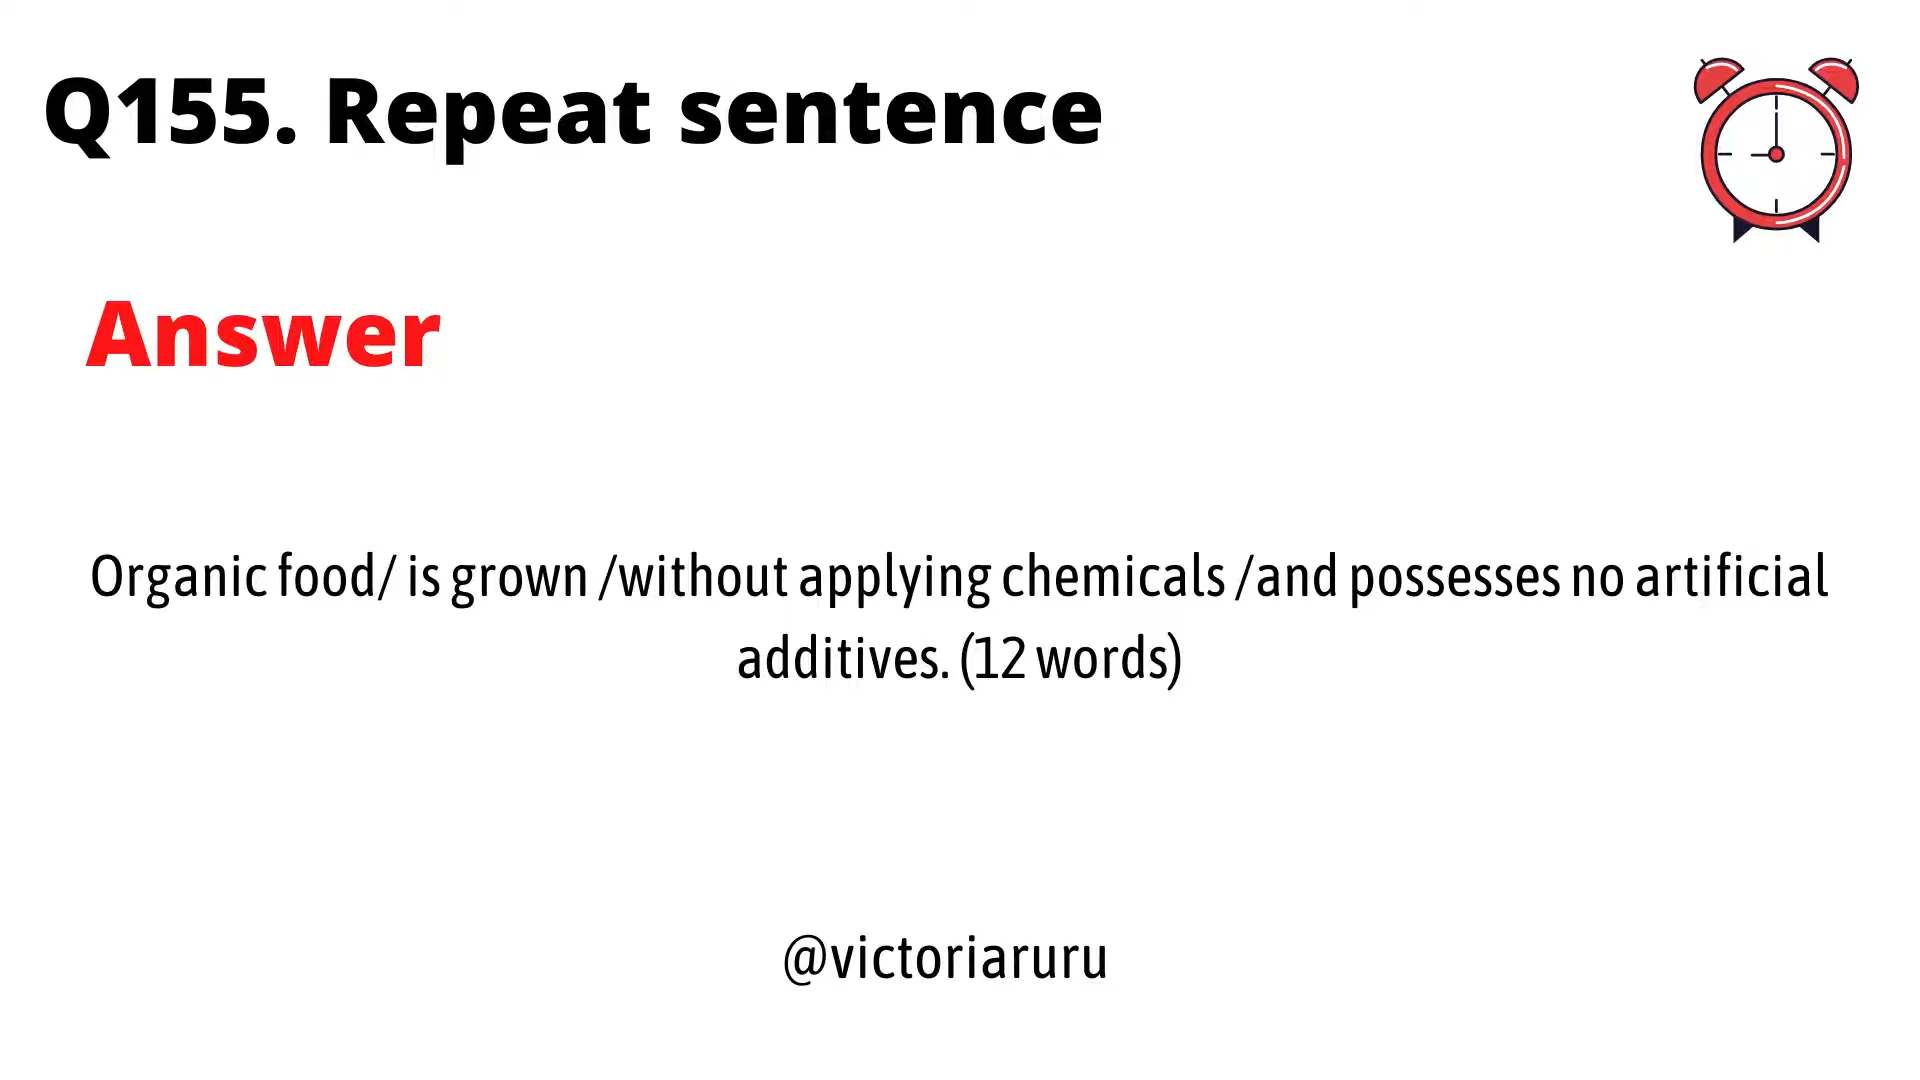 Q155. Repeat sentence
Answer
Organic food/ is grown /without applying chemicals /and possesses no artificial
additives. (12 words)
@victoriaruru